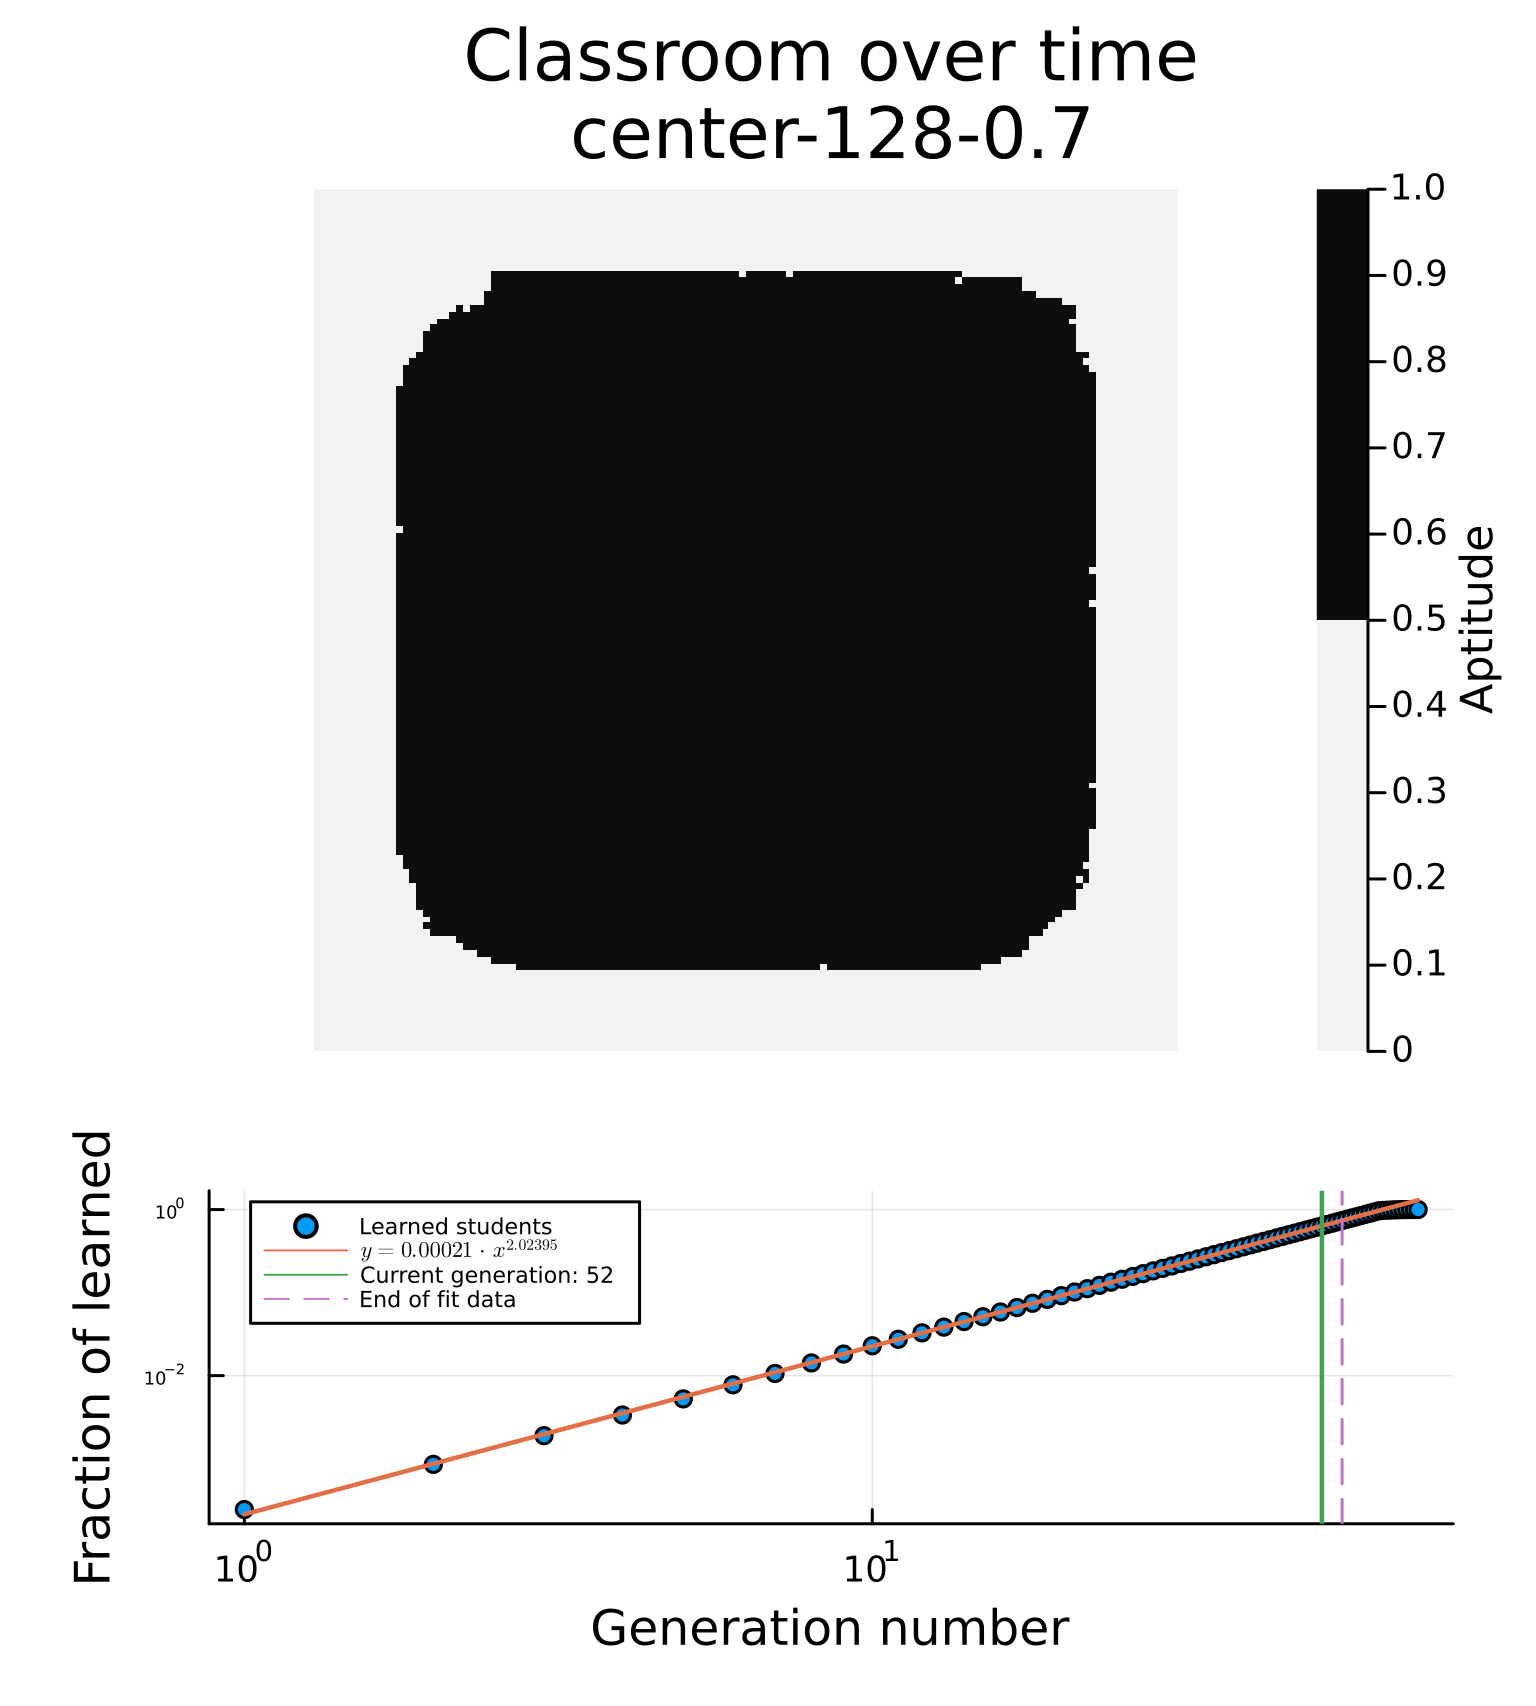 Classroom over time
center-128-0.7
1.0
0.9
0.8
0.7
0.6
0.5
0.4
0.3
0.2
0.1
0
Aptitude
Fraction of learned
10⁰
10⁻²
Learned students
y = 0.00021 · x^2.02395
Current generation: 52
End of fit data
10⁰
10¹
Generation number